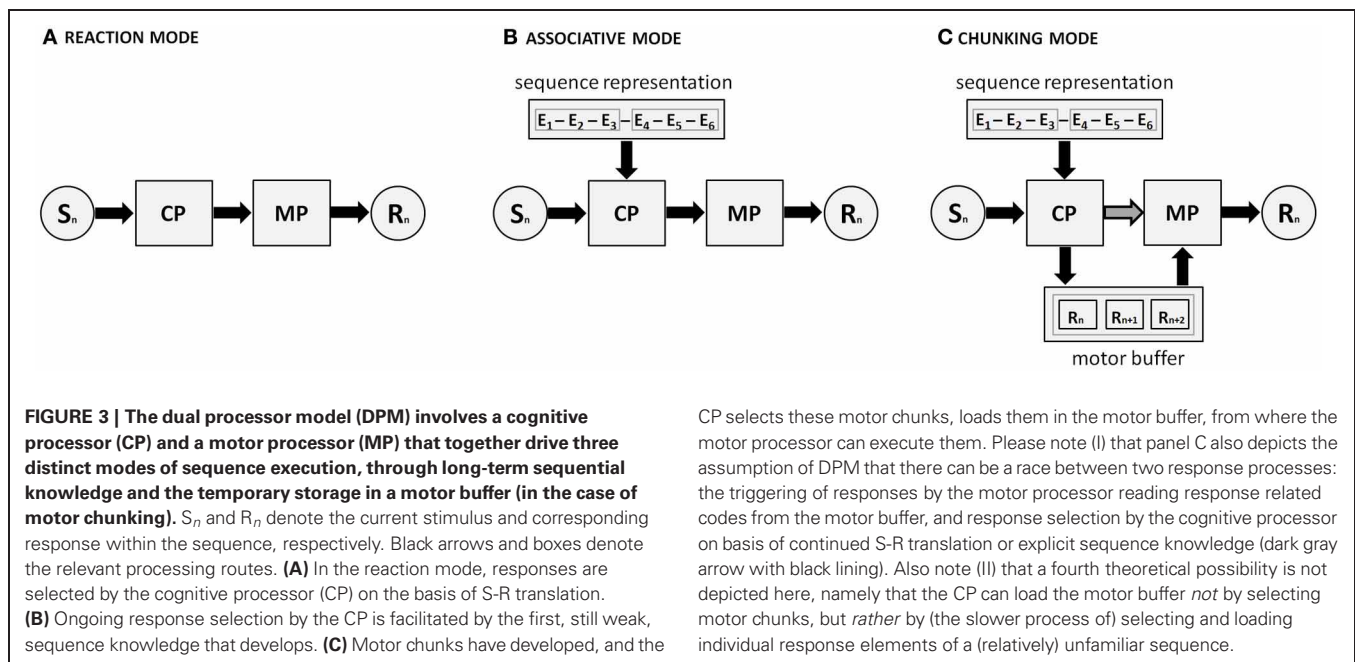 A REACTION MODE
Sn
CP
MP
Rn
B ASSOCIATIVE MODE
sequence representation
E1 – E2 – E3 – E4 – E5 – E6
Sn
CP
MP
Rn
C CHUNKING MODE
sequence representation
E1 – E2 – E3 – E4 – E5 – E6
Sn
CP
MP
Rn
Rn Rn+1 Rn+2
motor buffer
FIGURE 3 | The dual processor model (DPM) involves a cognitive
processor (CP) and a motor processor (MP) that together drive three
distinct modes of sequence execution, through long-term sequential
knowledge and the temporary storage in a motor buffer (in the case of
motor chunking). Sn and Rn denote the current stimulus and corresponding
response within the sequence, respectively. Black arrows and boxes denote
the relevant processing routes. (A) In the reaction mode, responses are
selected by the cognitive processor (CP) on the basis of S-R translation.
(B) Ongoing response selection by the CP is facilitated by the first, still weak,
sequence knowledge that develops. (C) Motor chunks have developed, and the
CP selects these motor chunks, loads them in the motor buffer, from where the
motor processor can execute them. Please note (I) that panel C also depicts the
assumption of DPM that there can be a race between two response processes:
the triggering of responses by the motor processor reading response related
codes from the motor buffer, and response selection by the cognitive processor
on basis of continued S-R translation or explicit sequence knowledge (dark gray
arrow with black lining). Also note (II) that a fourth theoretical possibility is not
depicted here, namely that the CP can load the motor buffer not by selecting
motor chunks, but rather by (the slower process of) selecting and loading
individual response elements of a (relatively) unfamiliar sequence.